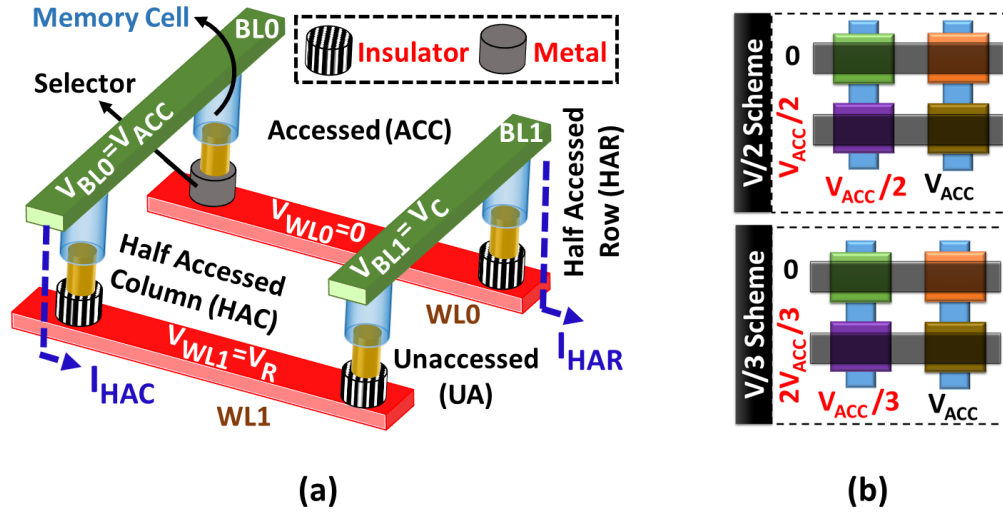 Memory Cell
BL0
Insulator
Metal
Selector
V_BL0=V_ACC
Accessed (ACC)
BL1
Half Accessed
Row (HAR)
V_WL0=0
V_BL1= V_C
Half Accessed
Column (HAC)
WL0
I_HAR
V_WL1=V_R
Unaccessed
(UA)
I_HAC
WL1
(a)
V/2 Scheme
0
V_ACC/2
V_ACC/2
V_ACC
V/3 Scheme
0
2V_ACC/3
V_ACC/3
V_ACC
(b)